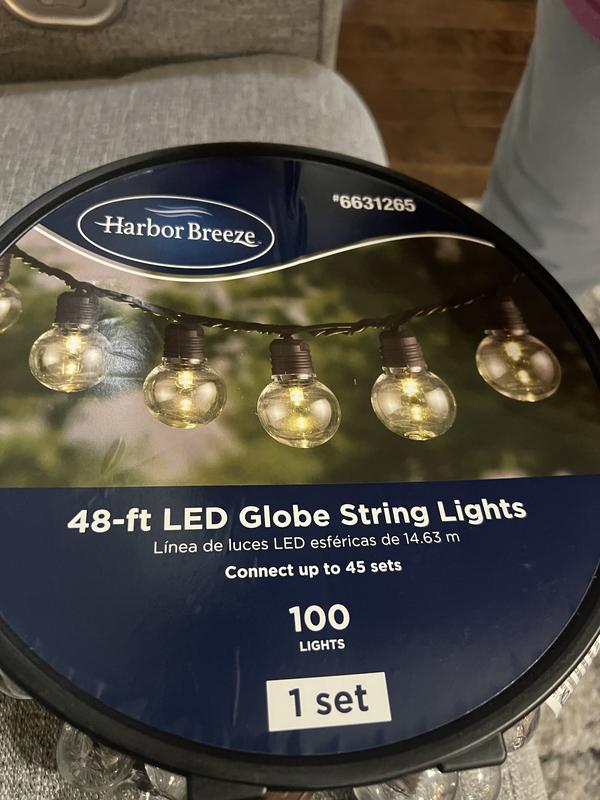 #6631265
Harbor Breeze
48-ft LED Globe String Lights
Línea de luces LED esféricas de 14.63 m
Connect up to 45 sets
100
LIGHTS
1 set